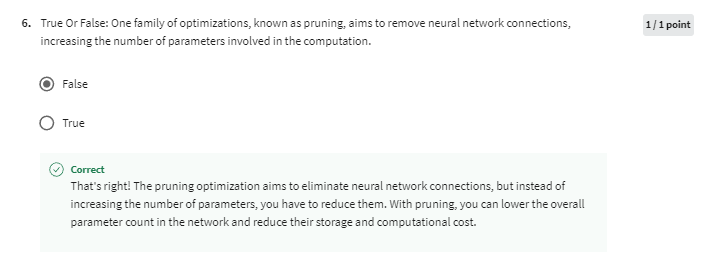 6. True Or False: One family of optimizations, known as pruning, aims to remove neural network connections,
1 / 1 point
increasing the number of parameters involved in the computation.
False
True
Correct
That's right! The pruning optimization aims to eliminate neural network connections, but instead of
increasing the number of parameters, you have to reduce them. With pruning, you can lower the overall
parameter count in the network and reduce their storage and computational cost.